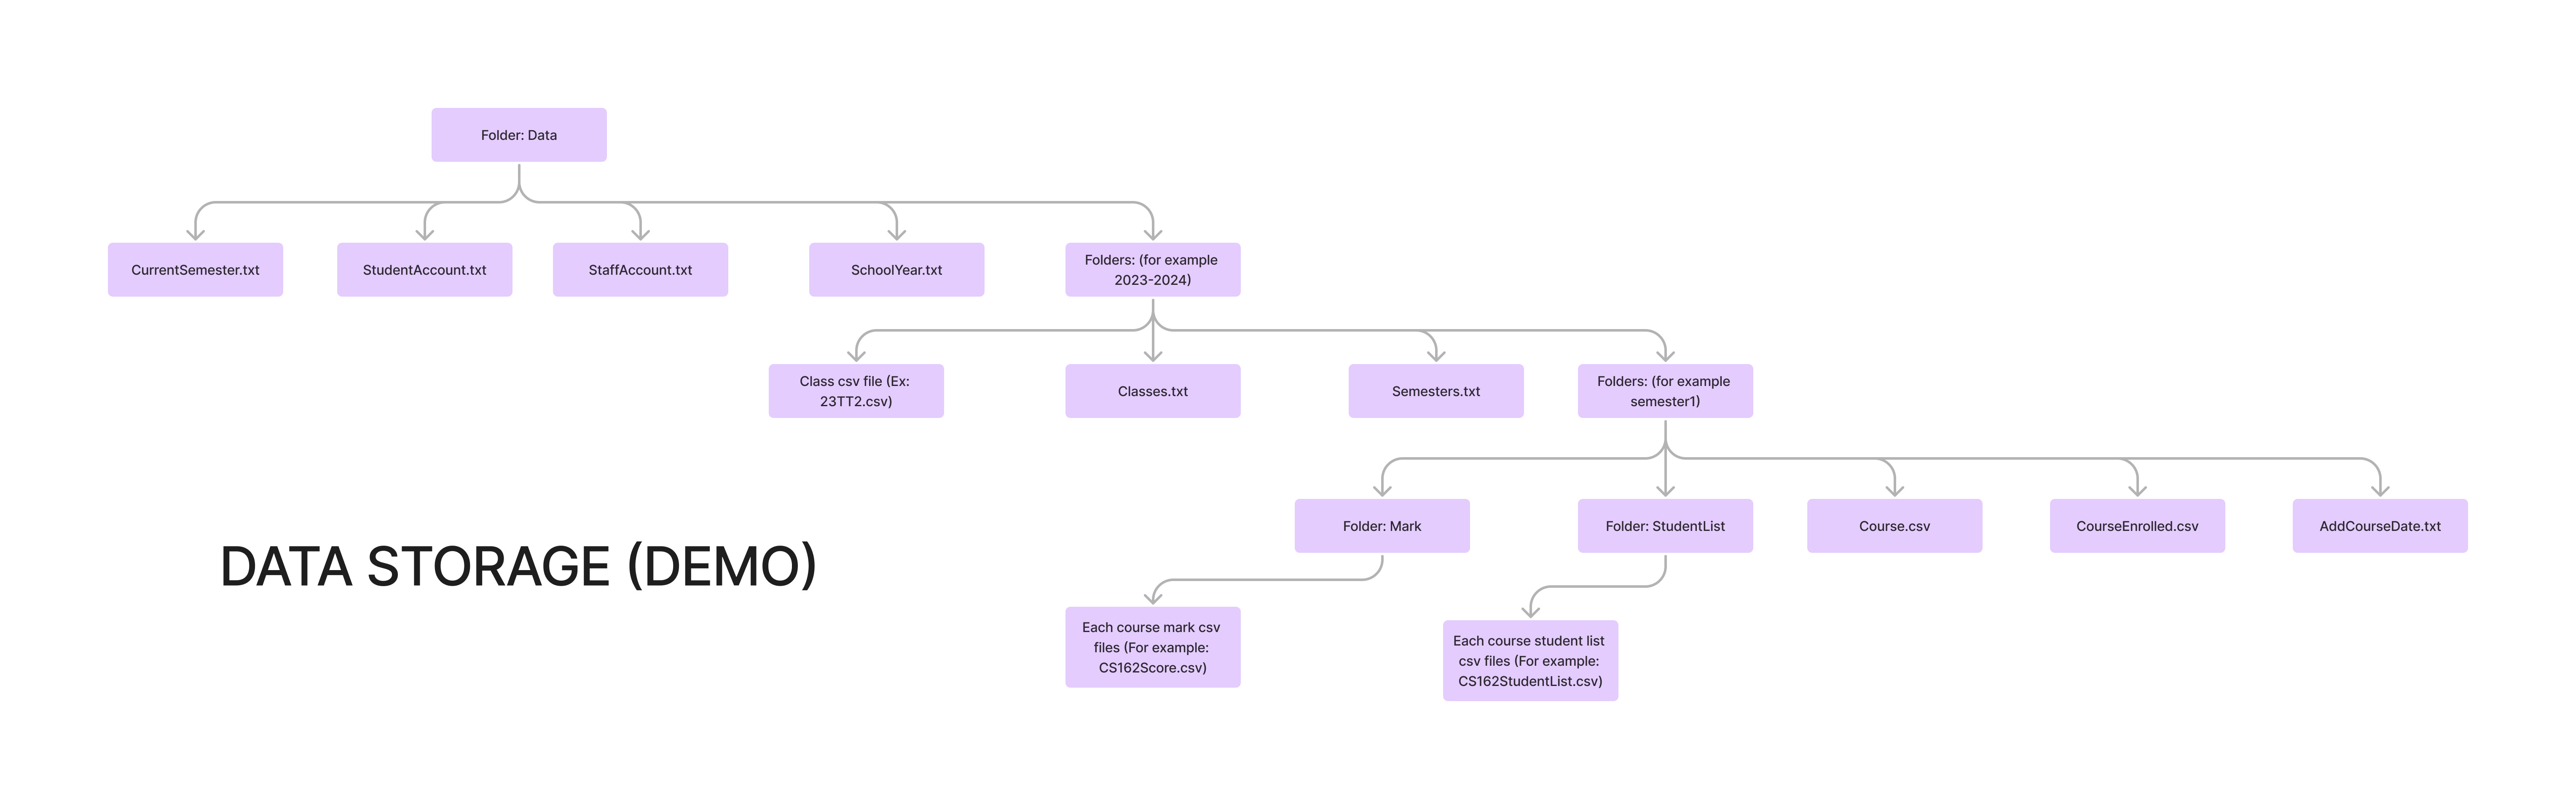 Folder: Data
CurrentSemester.txt
StudentAccount.txt
StaffAccount.txt
SchoolYear.txt
Folders: (for example
2023-2024)
Class csv file (Ex:
23TT2.csv)
Classes.txt
Semesters.txt
Folders: (for example
semester1)
Folder: Mark
Folder: StudentList
Course.csv
CourseEnrolled.csv
AddCourseDate.txt
DATA STORAGE (DEMO)
Each course mark csv
files (For example:
CS162Score.csv)
Each course student list
csv files (For example:
CS162StudentList.csv)